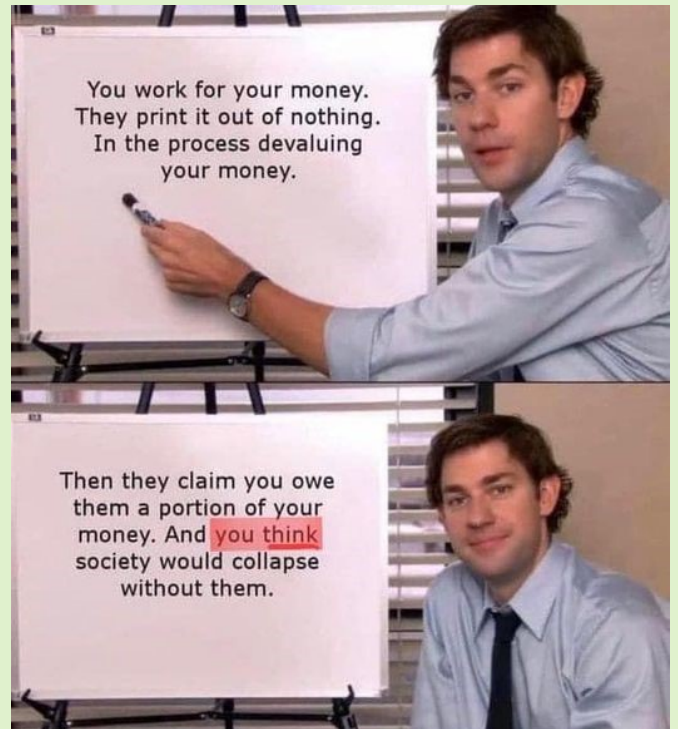 You work for your money.
They print it out of nothing.
In the process devaluing
your money.
Then they claim you owe
them a portion of your
money. And you think
society would collapse
without them.